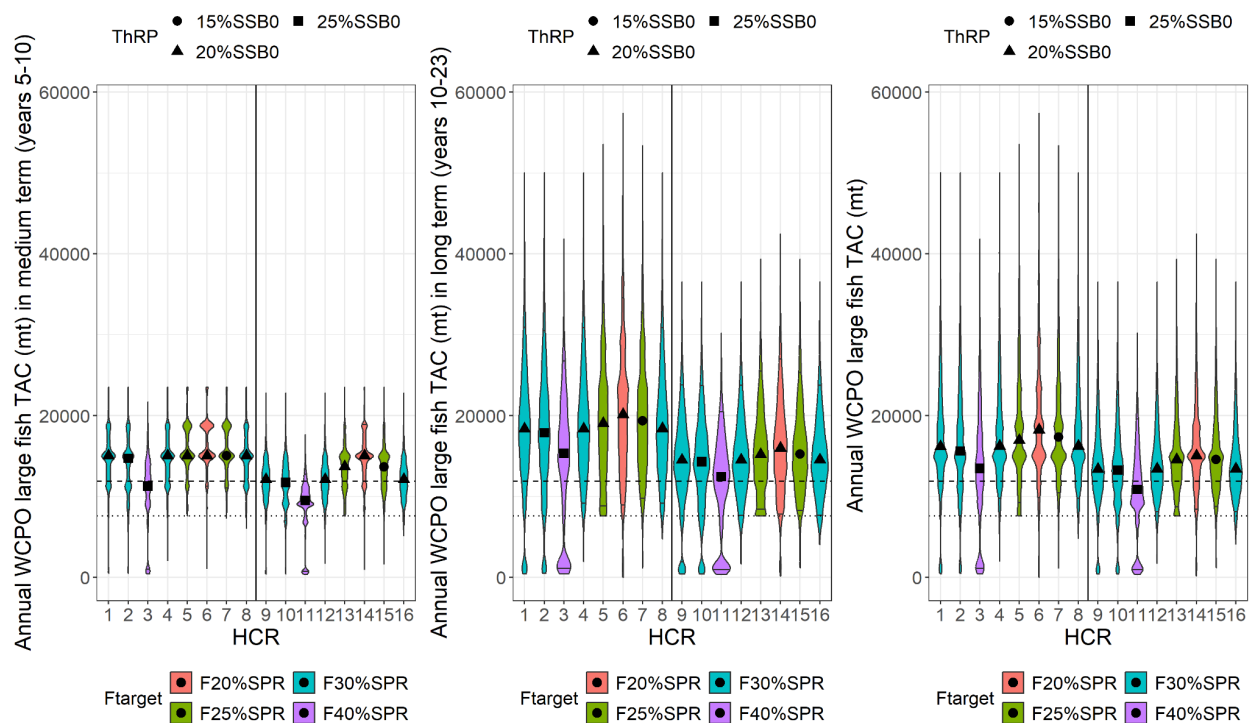 ThRP
15%SSB0
25%SSB0
20%SSB0
Annual WCPO large fish TAC (mt) in medium term (years 5-10)
60000
40000
20000
0
1 2 3 4 5 6 7 8 9 10 11 12 13 14 15 16
HCR
Ftarget
F20%SPR
F30%SPR
F25%SPR
F40%SPR
ThRP
15%SSB0
25%SSB0
20%SSB0
Annual WCPO large fish TAC (mt) in long term (years 10-23)
60000
40000
20000
0
1 2 3 4 5 6 7 8 9 10 11 12 13 14 15 16
HCR
Ftarget
F20%SPR
F30%SPR
F25%SPR
F40%SPR
ThRP
15%SSB0
25%SSB0
20%SSB0
Annual WCPO large fish TAC (mt)
60000
40000
20000
0
1 2 3 4 5 6 7 8 9 10 11 12 13 14 15 16
HCR
Ftarget
F20%SPR
F30%SPR
F25%SPR
F40%SPR